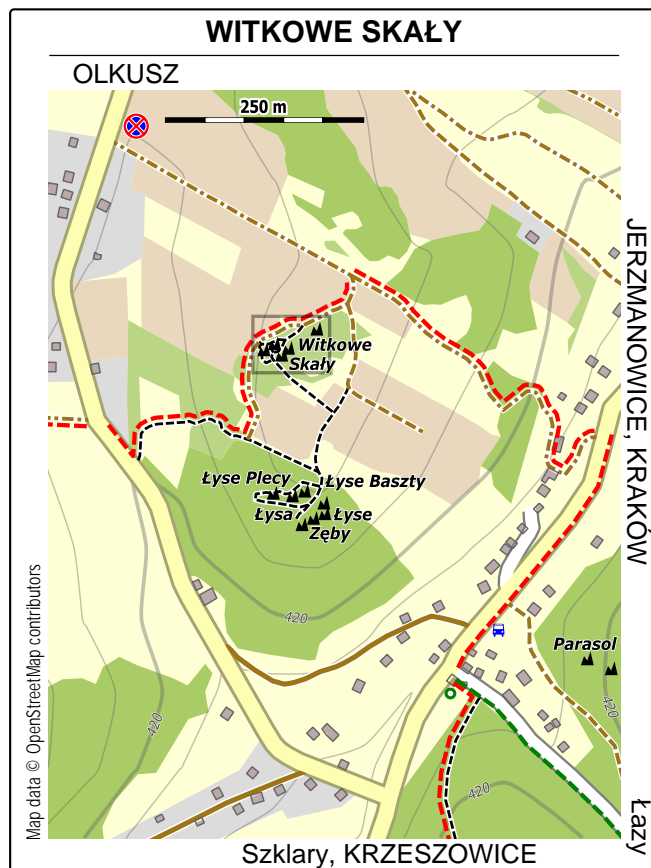 WITKOWE SKAŁY
OLKUSZ
250 m
JERZMANOWICE, KRAKÓW
Witkowe
Skały
Łyse Plecy
Łyse Baszty
Łysa
Łyse
Zęby
420
Parasol
420
420
Map data © OpenStreetMap contributors
Łazy
Szklary, KRZESZOWICE